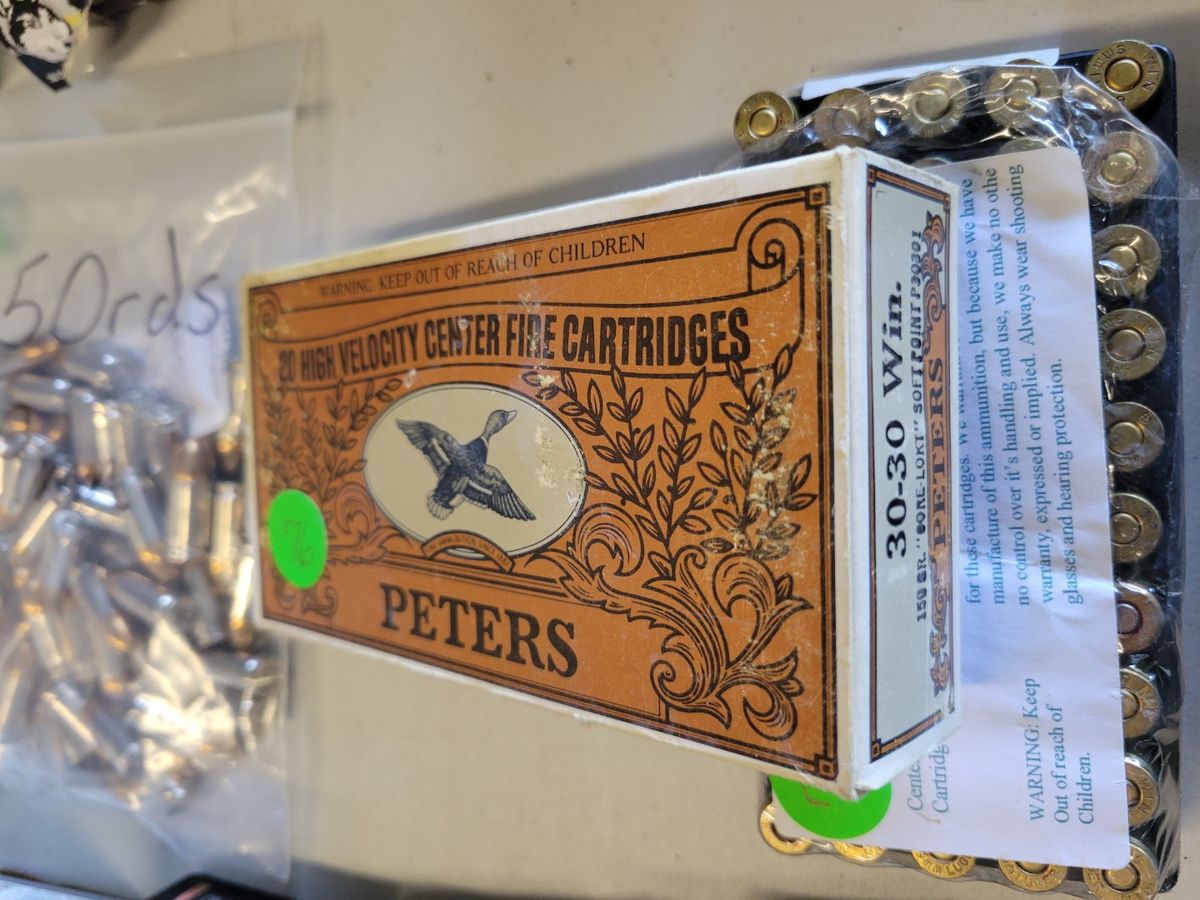 50rds
WARNING: KEEP OUT OF REACH OF CHILDREN
20 HIGH VELOCITY CENTER FIRE CARTRIDGES
76
PETERS
30-30 Win.
150 GR. "CORE-LOKT" SOFT POINT P30301
PETERS
for these cartridges. We
manufacture of this ammunition, but because we have
no control over it's handling and use, we make no othe
warranty, expressed or implied. Always wear shooting
glasses and hearing protection.
Cente
Cartridg
WARNING: Keep
Out of reach of
Children.